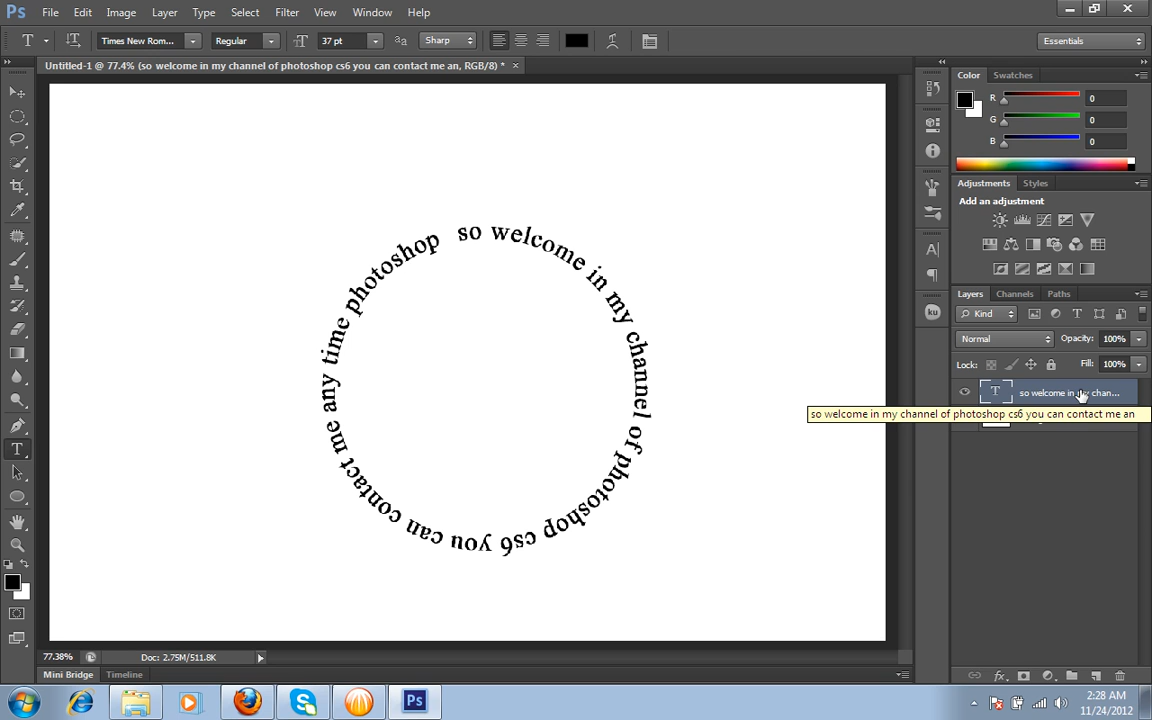 Ps File Edit Image Layer Type Select Filter View Window Help
T Times New Rom... Regular 37 pt aa Sharp Essentials
Untitled-1 @ 77.4% (so welcome in my channel of photoshop cs6 you can contact me an, RGB/8) * ×
so welcome in my channel of photoshop cs6 you can contact me any time photoshop
Color Swatches
R 0
G 0
B 0
Adjustments Styles
Add an adjustment
Layers Channels Paths
Kind
Normal Opacity: 100%
Lock: Fill: 100%
T so welcome in my chan...
so welcome in my channel of photoshop cs6 you can contact me an
A
ku
77.38% Doc: 2.75M/511.8K
Mini Bridge Timeline
fx
Ps
2:28 AM
11/24/2012